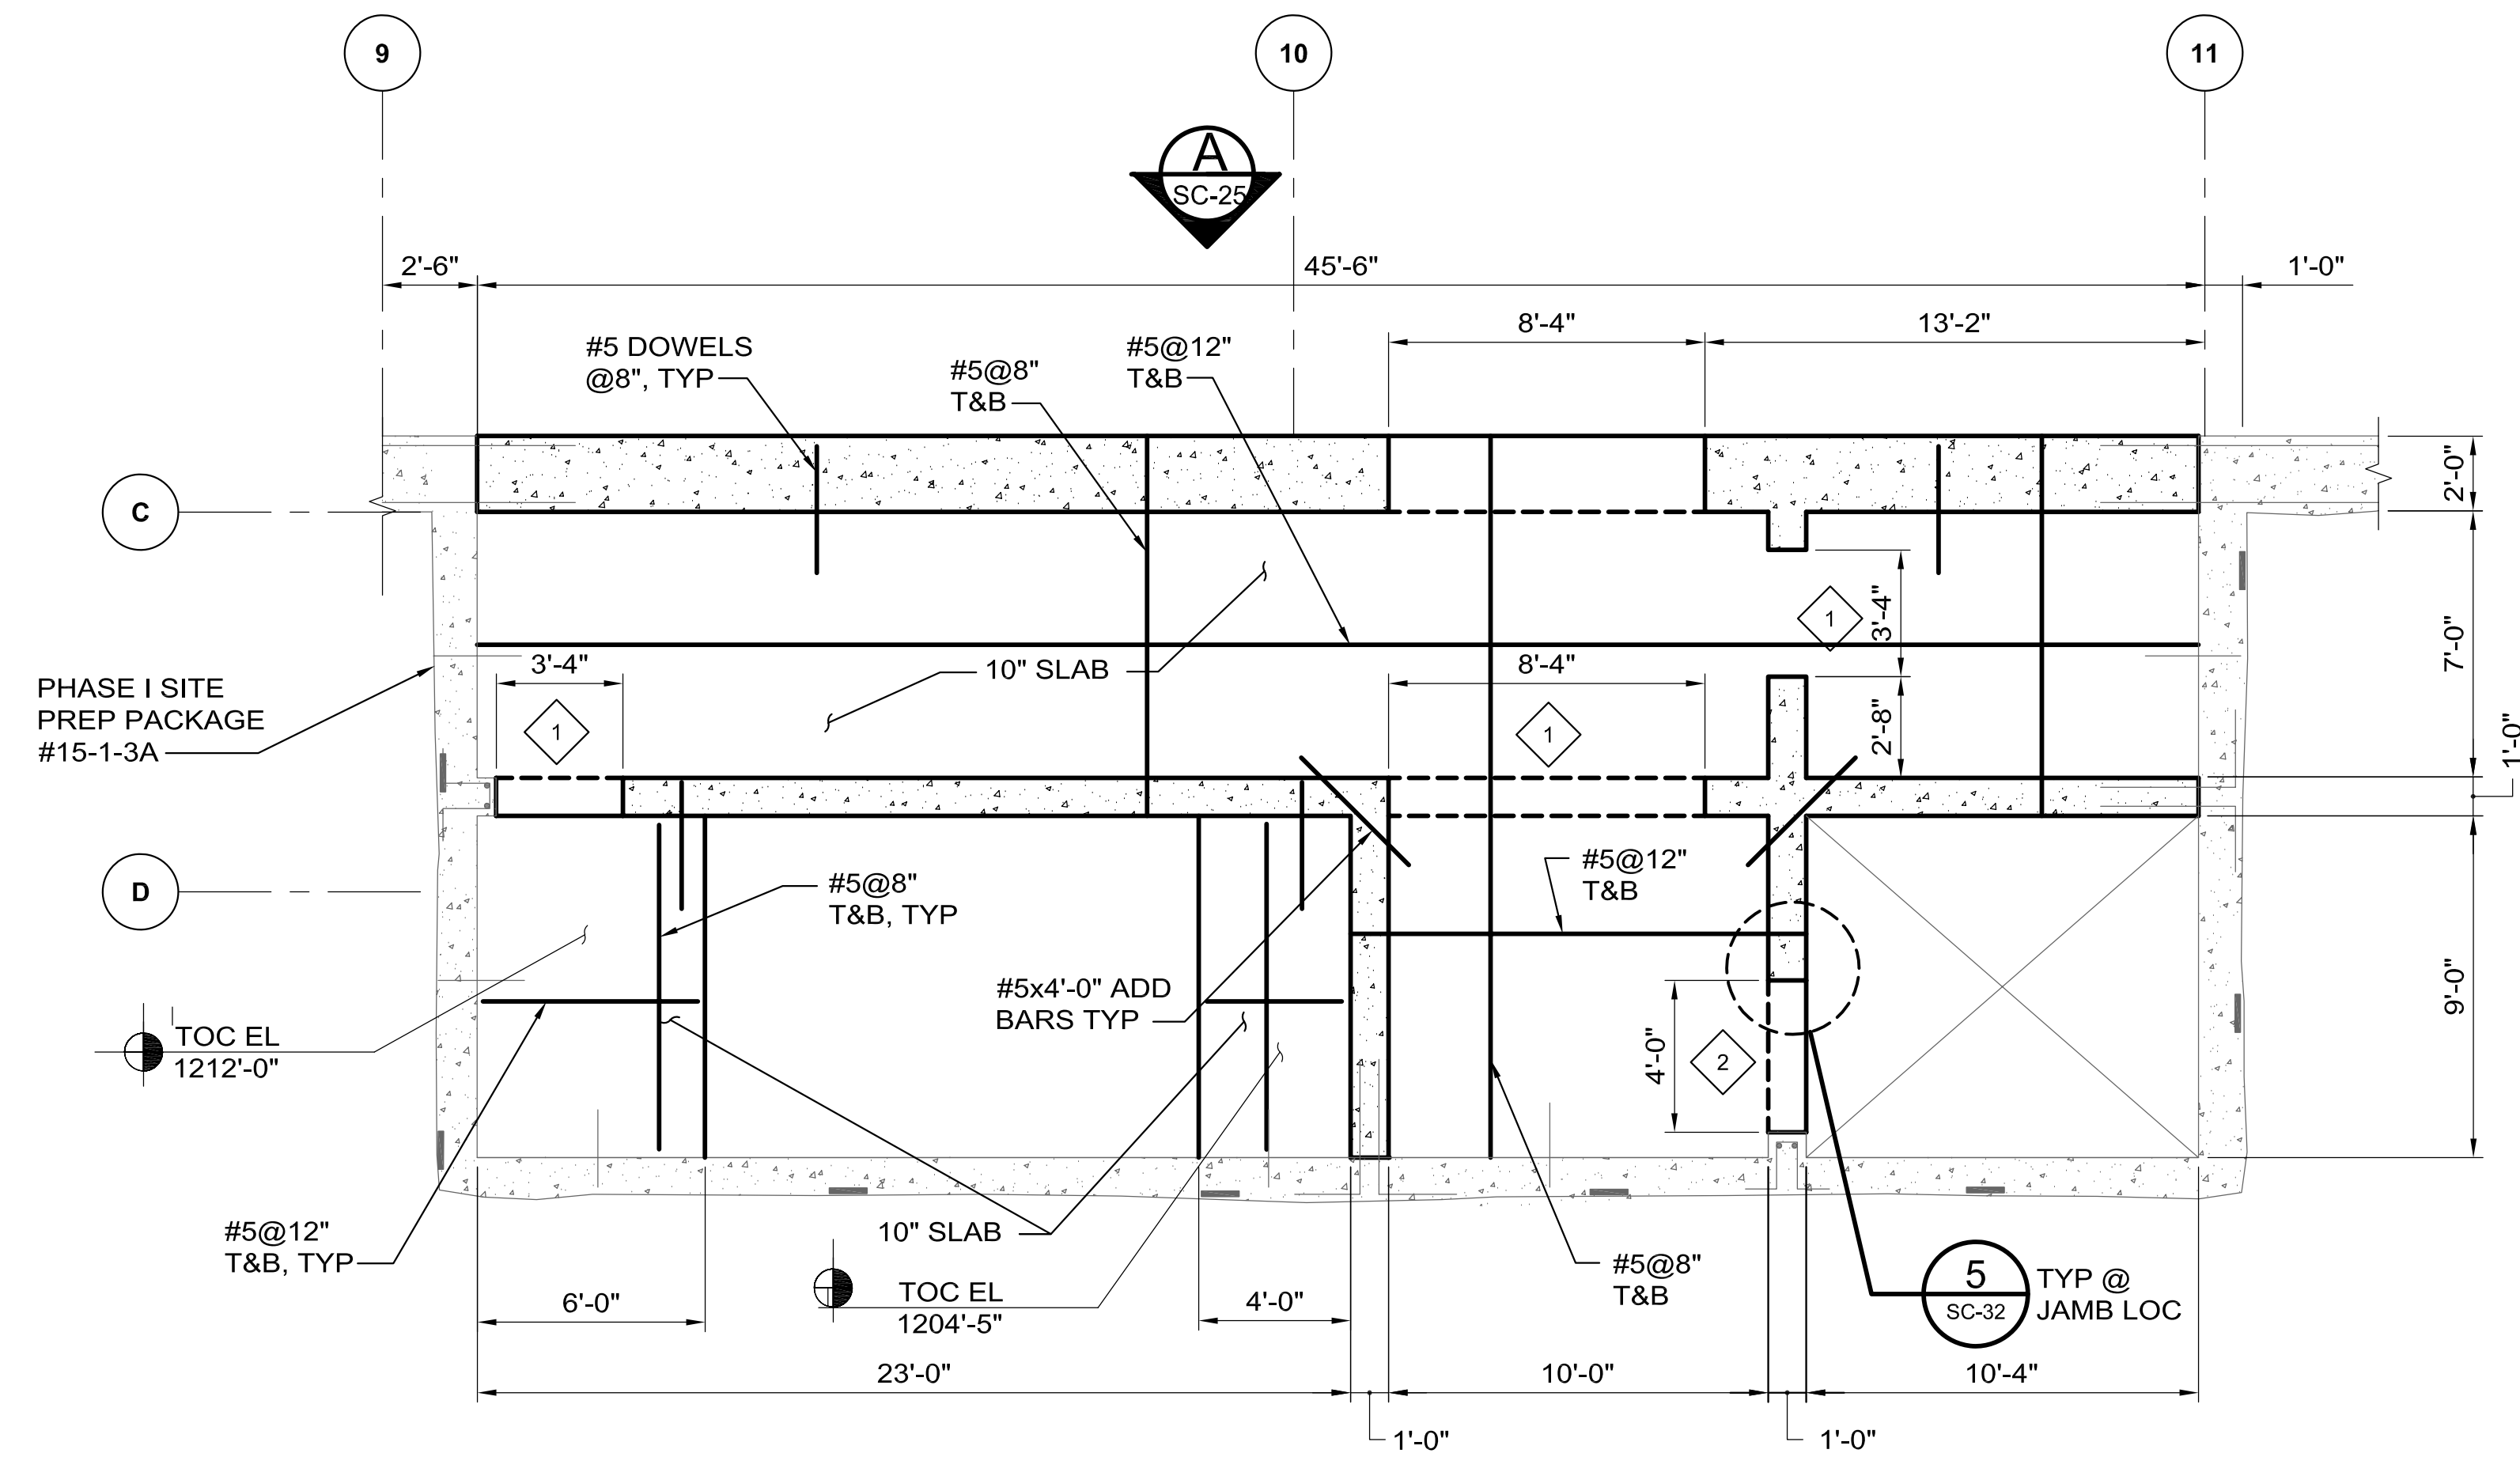 9
10
11
A
SC-25
2'-6"
45'-6"
1'-0"
8'-4"
13'-2"
#5 DOWELS
@8", TYP
#5@8"
T&B
#5@12"
T&B
C
2'-0"
3'-4"
1
7'-0"
10" SLAB
3'-4"
8'-4"
PHASE I SITE
PREP PACKAGE
#15-1-3A
1
1
2'-8"
1'-0"
D
#5@8"
T&B, TYP
#5@12"
T&B
#5x4'-0" ADD
BARS TYP
9'-0"
TOC EL
1212'-0"
4'-0"
2
#5@12"
T&B, TYP
10" SLAB
#5@8"
T&B
5
SC-32
TYP @
JAMB LOC
6'-0"
TOC EL
1204'-5"
4'-0"
23'-0"
10'-0"
10'-4"
1'-0"
1'-0"